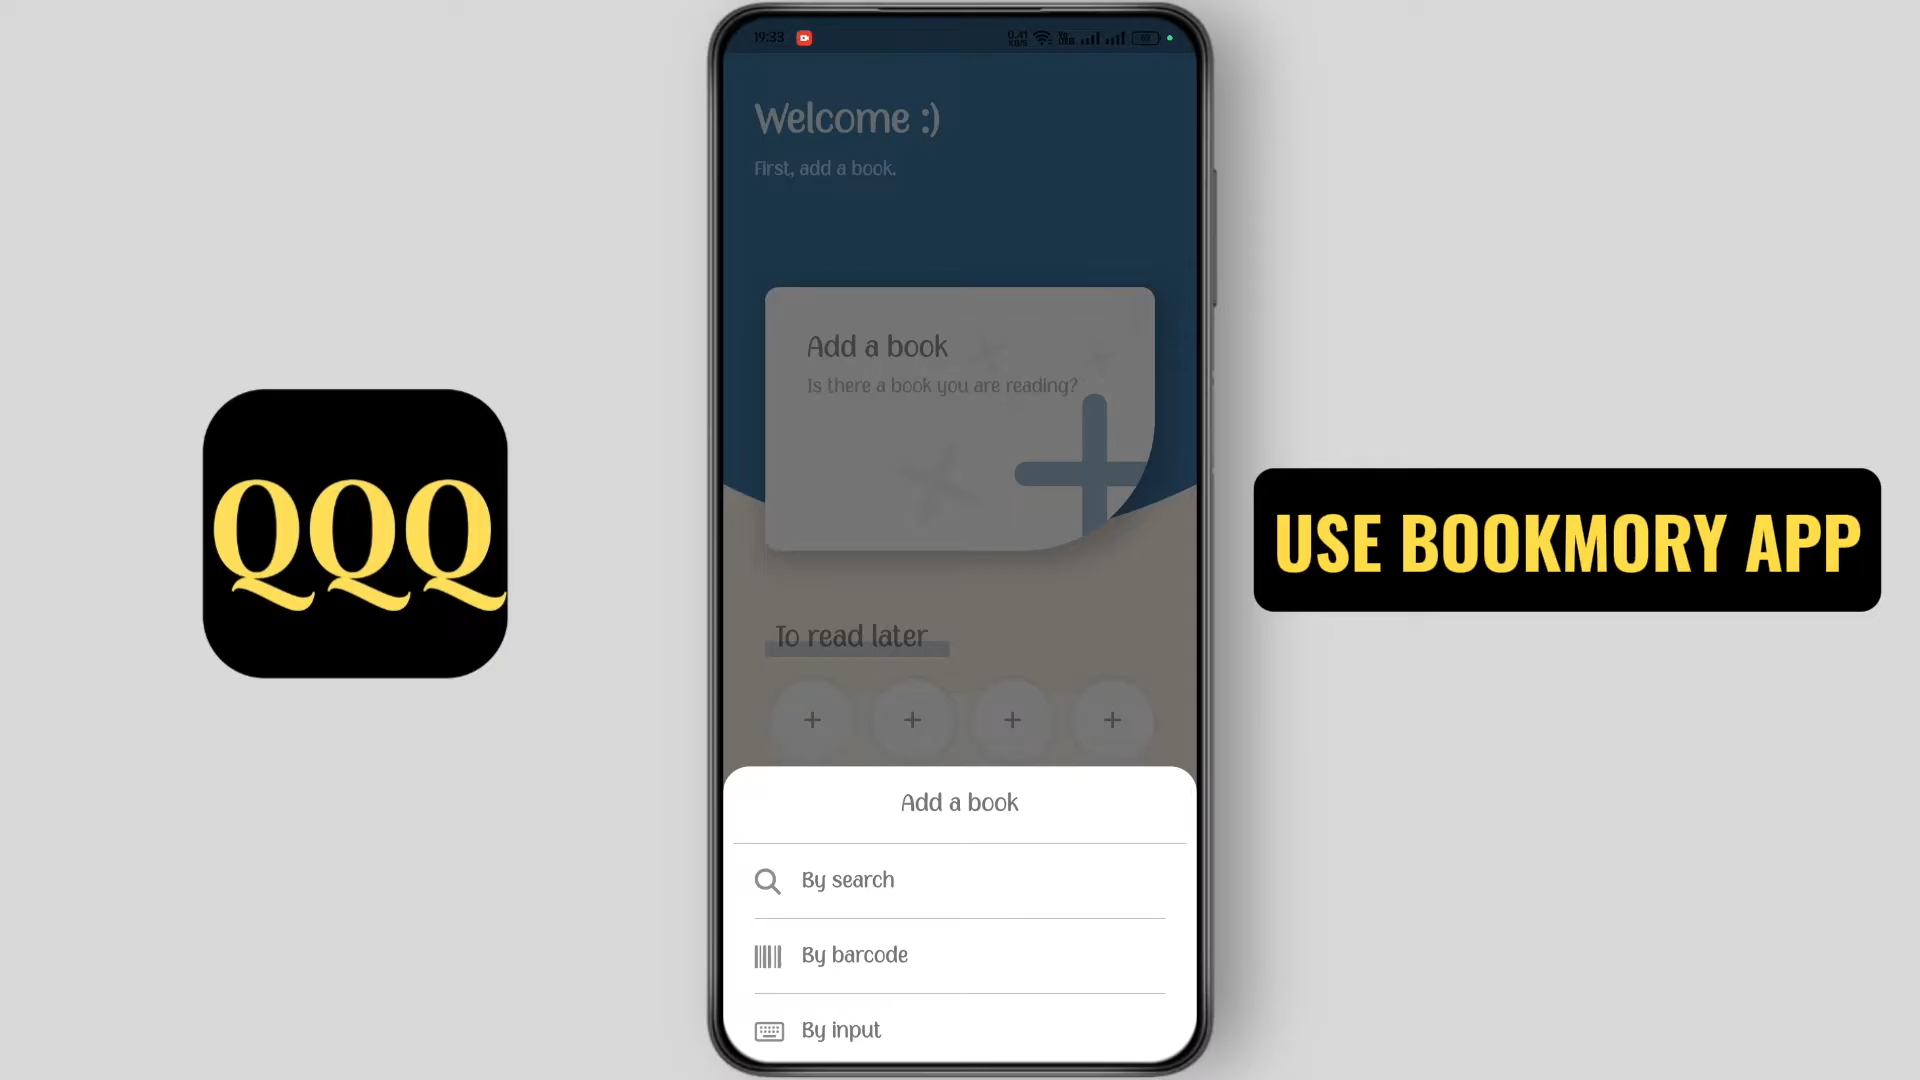 19:33
Welcome :)
First, add a book.
Add a book
Is there a book you are reading?
QQQ
USE BOOKMORY APP
To read later
+ + + +
Add a book
By search
By barcode
By input